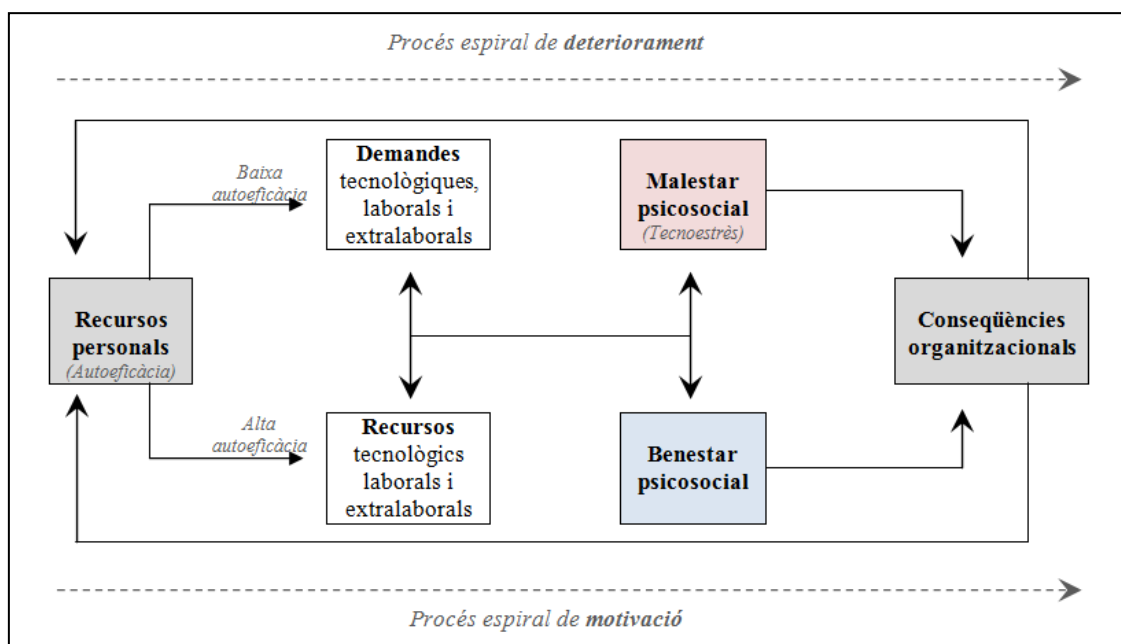 Procés espiral de deteriorament
Baixa
autoeficàcia
Demandes
tecnològiques,
laborals i
extralaborals
Malestar
psicosocial
(Tecnoestrès)
Recursos
personals
(Autoeficàcia)
Conseqüències
organitzacionals
Alta
autoeficàcia
Recursos
tecnològics
laborals i
extralaborals
Benestar
psicosocial
Procés espiral de motivació